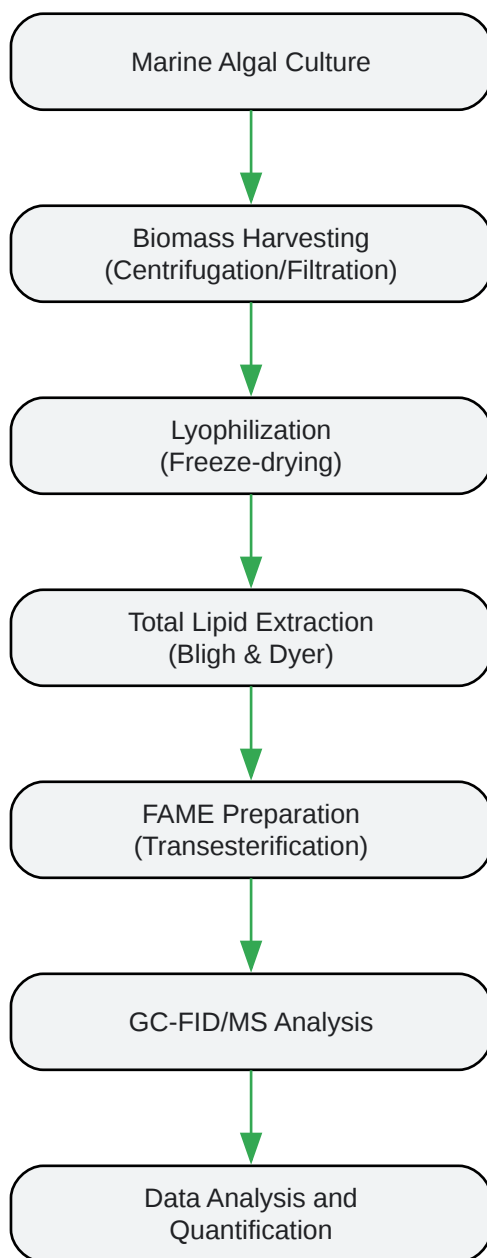 Marine Algal Culture
Biomass Harvesting
(Centrifugation/Filtration)
Lyophilization
(Freeze-drying)
Total Lipid Extraction
(Bligh & Dyer)
FAME Preparation
(Transesterification)
GC-FID/MS Analysis
Data Analysis and
Quantification